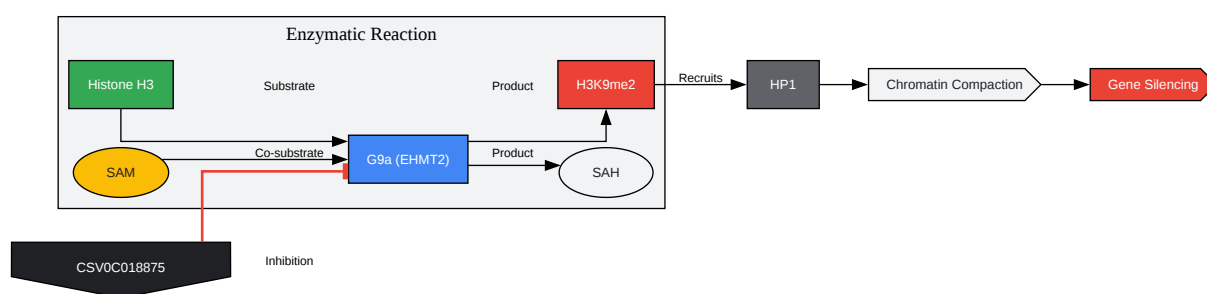 Enzymatic Reaction
Histone H3
Substrate
Product
H3K9me2
Recruits
HP1
Chromatin Compaction
Gene Silencing
SAM
Co-substrate
G9a (EHMT2)
Product
SAH
CSV0C018875
Inhibition